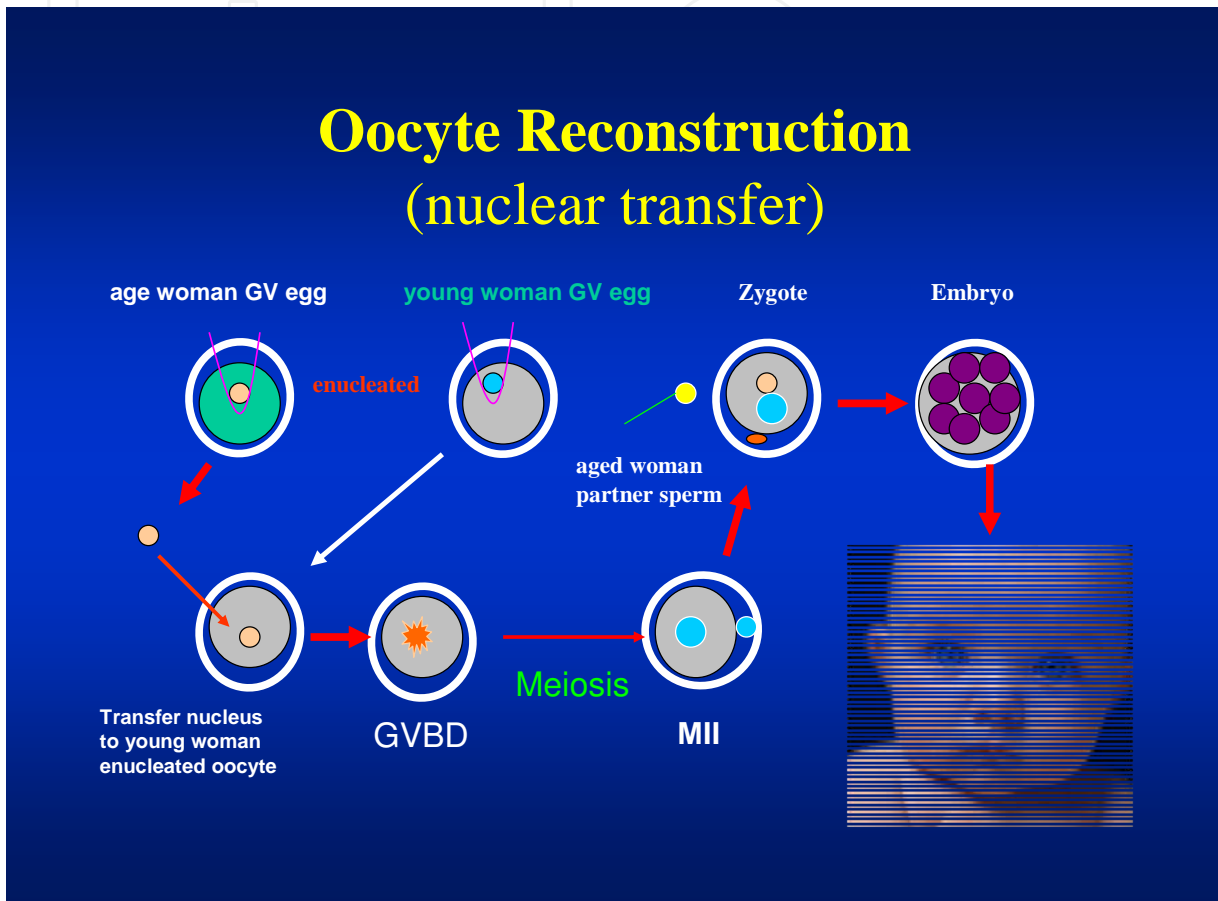 Oocyte Reconstruction
(nuclear transfer)
age woman GV egg
young woman GV egg
Zygote
Embryo
enucleated
aged woman
partner sperm
Transfer nucleus
to young woman
enucleated oocyte
GVBD
Meiosis
MII